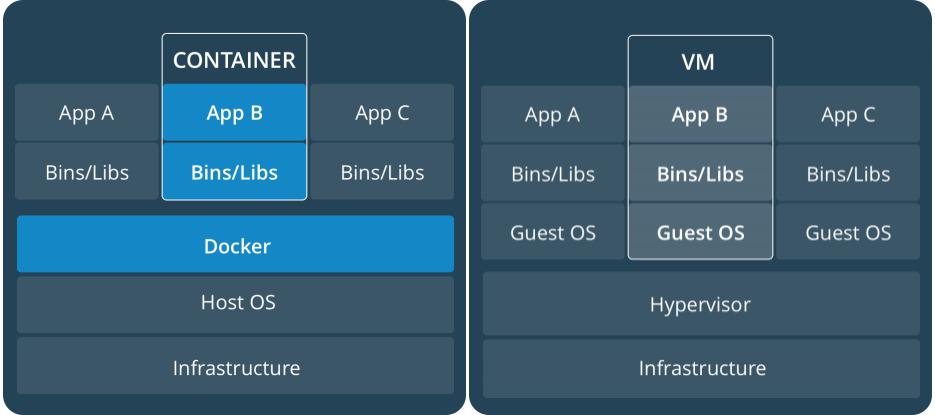 CONTAINER
App A App B App C
Bins/Libs Bins/Libs Bins/Libs
Docker
Host OS
Infrastructure
VM
App A App B App C
Bins/Libs Bins/Libs Bins/Libs
Guest OS Guest OS Guest OS
Hypervisor
Infrastructure